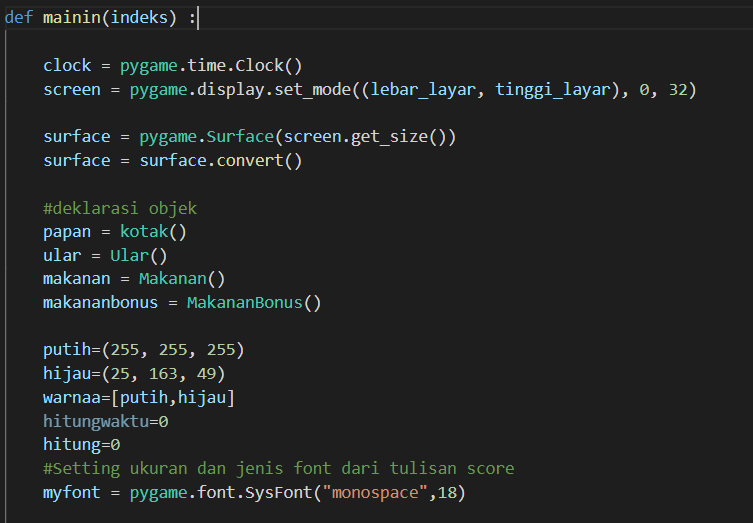 def mainin(indeks) :
clock = pygame.time.Clock()
screen = pygame.display.set_mode((lebar_layar, tinggi_layar), 0, 32)
surface = pygame.Surface(screen.get_size())
surface = surface.convert()
#deklarasi objek
papan = kotak()
ular = Ular()
makanan = Makanan()
makananbonus = MakananBonus()
putih=(255, 255, 255)
hijau=(25, 163, 49)
warnaa=[putih,hijau]
hitungwaktu=0
hitung=0
#Setting ukuran dan jenis font dari tulisan score
myfont = pygame.font.SysFont("monospace",18)